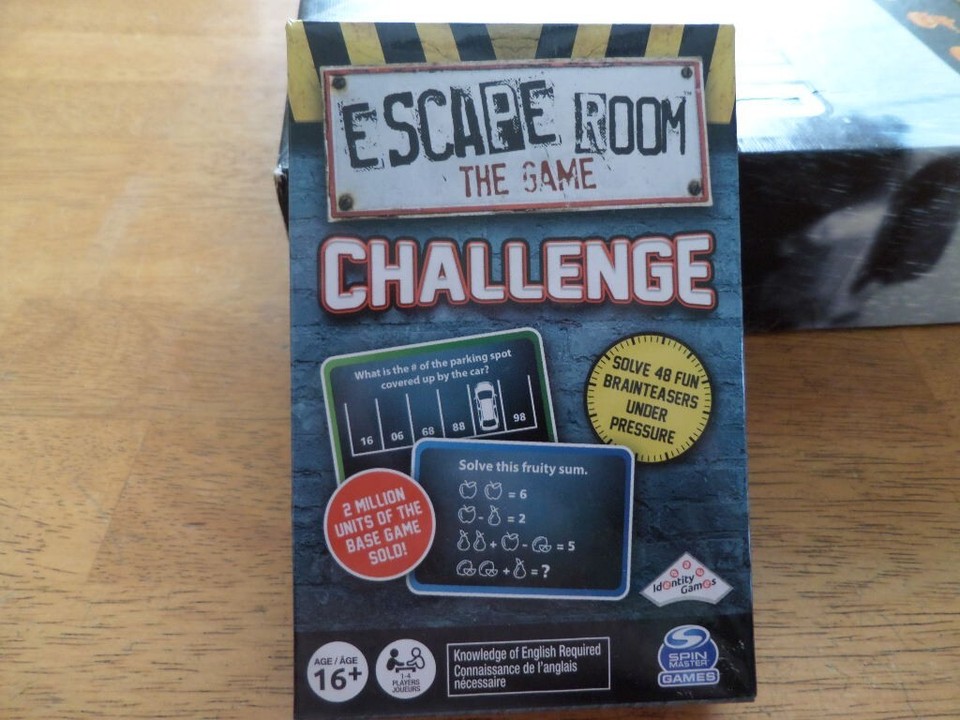 ESCAPE ROOM
THE GAME
CHALLENGE
What is the # of the parking spot
covered up by the car?
16 06 68 88 98
SOLVE 48 FUN
BRAINTEASERS
UNDER
PRESSURE
Solve this fruity sum.
= 6
- = 2
+ - = 5
+ = ?
2 MILLION
UNITS OF THE
BASE GAME
SOLD!
Identity
Games
AGE / ÂGE
16+
1-4
PLAYERS
JOUEURS
Knowledge of English Required
Connaissance de l'anglais
nécessaire
SPIN
MASTER
GAMES